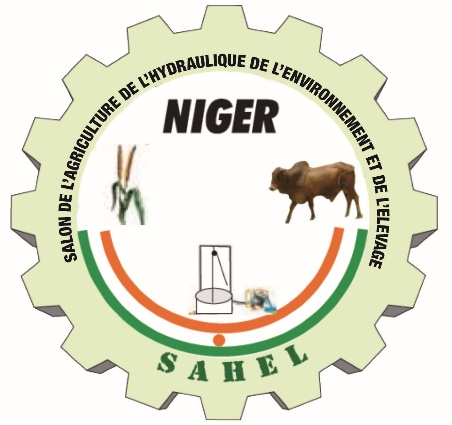 SALON DE L'AGRICULTURE DE L'HYDRAULIQUE DE L'ENVIRONNEMENT ET DE L'ELEVAGE
NIGER
SAHEL